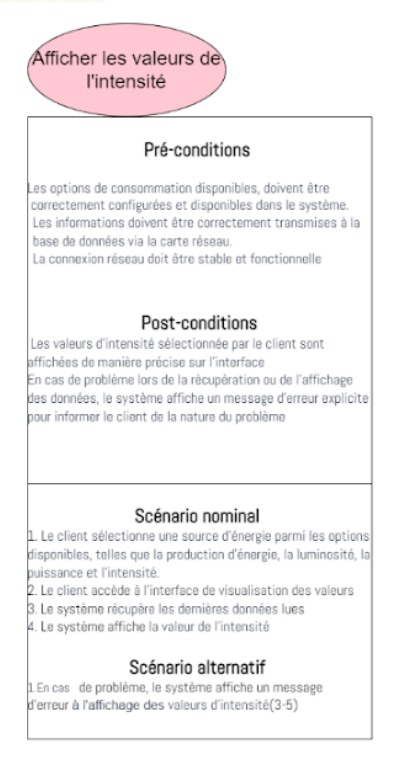 Afficher les valeurs de
l'intensité
Pré-conditions
Les options de consommation disponibles, doivent être
correctement configurées et disponibles dans le système.
Les informations doivent être correctement transmises à la
base de données via la carte réseau.
La connexion réseau doit être stable et fonctionnelle
Post-conditions
Les valeurs d'intensité sélectionnée par le client sont
affichées de manière précise sur l'interface
En cas de problème lors de la récupération ou de l'affichage
des données, le système affiche un message d'erreur explicite
pour informer le client de la nature du problème
Scénario nominal
1. Le client sélectionne une source d'énergie parmi les options
disponibles, telles que la production d'énergie, la luminosité, la
puissance et l'intensité.
2. Le client accède à l'interface de visualisation des valeurs
3. Le système récupère les dernières données lues
4. Le système affiche la valeur de l'intensité
Scénario alternatif
1.En cas de problème, le système affiche un message
d'erreur à l'affichage des valeurs d'intensité(3-5)